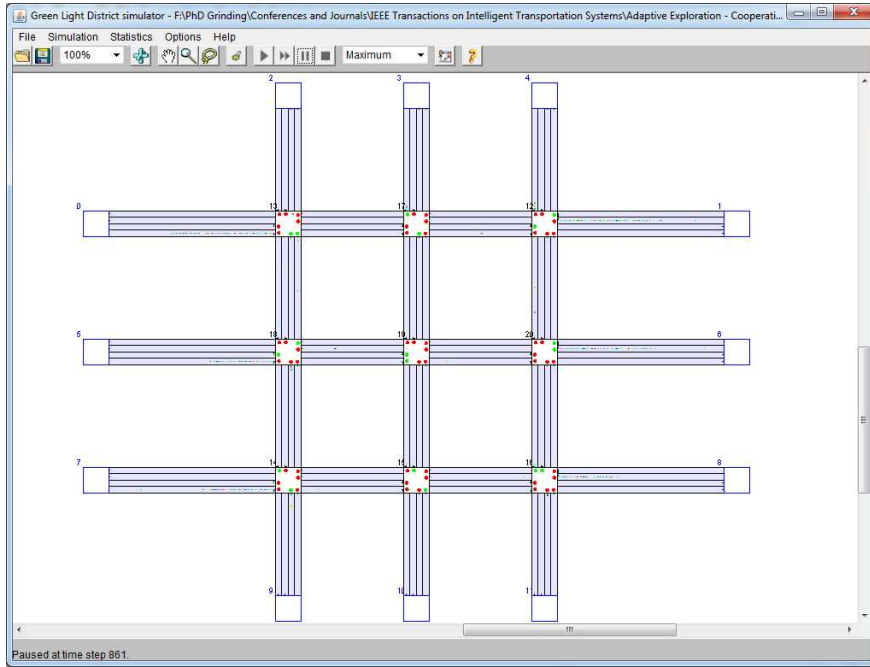 Green Light District simulator - F:\PhD Grinding\Conferences and Journals\IEEE Transactions on Intelligent Transportation Systems\Adaptive Exploration - Cooperati...
File Simulation Statistics Options Help
100% Maximum
2 3 4
0 13 17 12 1
5 18 19 20 6
7 14 15 16 8
9 10 11
Paused at time step 861.